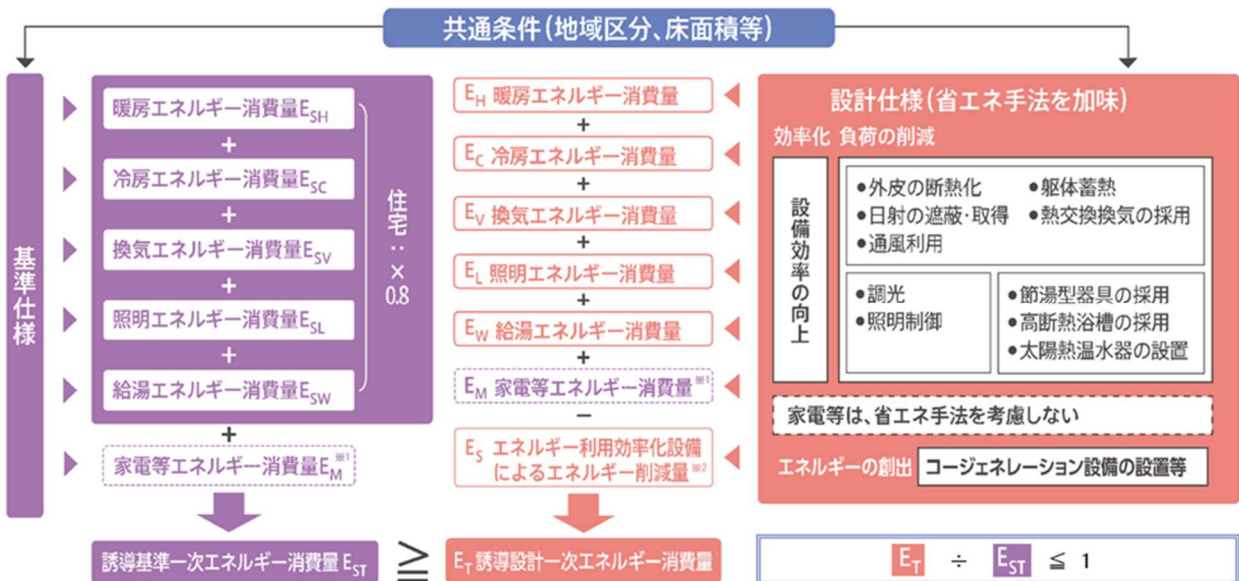 共通条件(地域区分、床面積等)
基準仕様
暖房エネルギー消費量ESH
+
冷房エネルギー消費量ESC
+
換気エネルギー消費量ESV
+
照明エネルギー消費量ESL
+
給湯エネルギー消費量ESW
住宅:×0.8
+
家電等エネルギー消費量EM※1
誘導基準一次エネルギー消費量 EST
≧
EH 暖房エネルギー消費量
+
EC 冷房エネルギー消費量
+
EV 換気エネルギー消費量
+
EL 照明エネルギー消費量
+
EW 給湯エネルギー消費量
+
EM 家電等エネルギー消費量※1
−
ES エネルギー利用効率化設備
によるエネルギー削減量※2
ET 誘導設計一次エネルギー消費量
設計仕様(省エネ手法を加味)
効率化 負荷の削減
設備効率の向上
●外皮の断熱化 ●躯体蓄熱
●日射の遮蔽・取得 ●熱交換換気の採用
●通風利用
●調光
●照明制御
●節湯型器具の採用
●高断熱浴槽の採用
●太陽熱温水器の設置
家電等は、省エネ手法を考慮しない
エネルギーの創出 コージェネレーション設備の設置等
ET ÷ EST ≦ 1